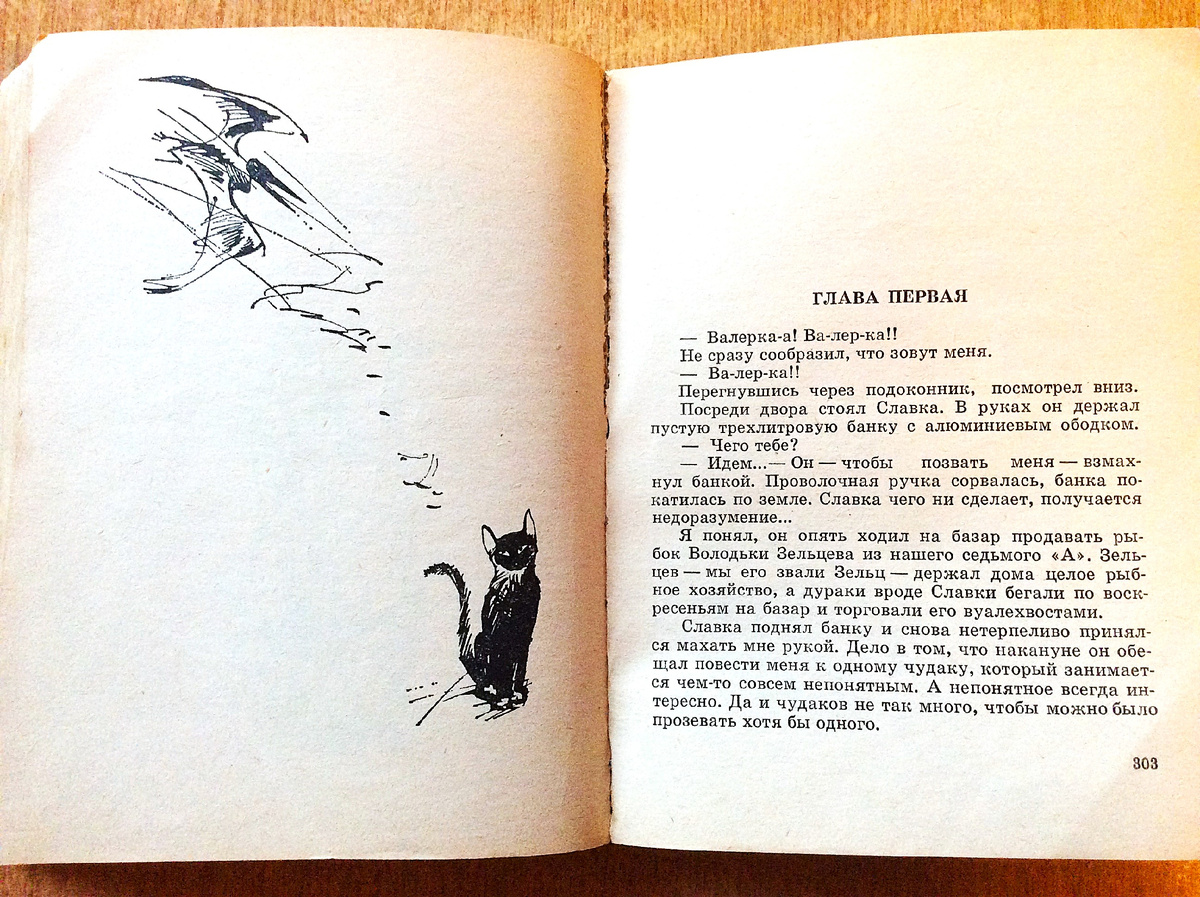 ГЛАВА ПЕРВАЯ
— Валерка-а! Ва-лер-ка!!
Не сразу сообразил, что зовут меня.
— Ва-лер-ка!!
Перегнувшись через подоконник, посмотрел вниз.
Посреди двора стоял Славка. В руках он держал
пустую трехлитровую банку с алюминиевым ободком.
— Чего тебе?
— Идем...— Он — чтобы позвать меня — взмах-
нул банкой. Проволочная ручка сорвалась, банка по-
катилась по земле. Славка чего ни сделает, получается
недоразумение...
Я понял, он опять ходил на базар продавать ры-
бок Володьки Зельцева из нашего седьмого «А». Зель-
цев — мы его звали Зельц — держал дома целое рыб-
ное хозяйство, а дураки вроде Славки бегали по воск-
ресеньям на базар и торговали его вуалехвостами.
Славка поднял банку и снова нетерпеливо принял-
ся махать мне рукой. Дело в том, что накануне он обе-
щал повести меня к одному чудаку, который занимает-
ся чем-то совсем непонятным. А непонятное всегда ин-
тересно. Да и чудаков не так много, чтобы можно было
прозевать хотя бы одного.
303